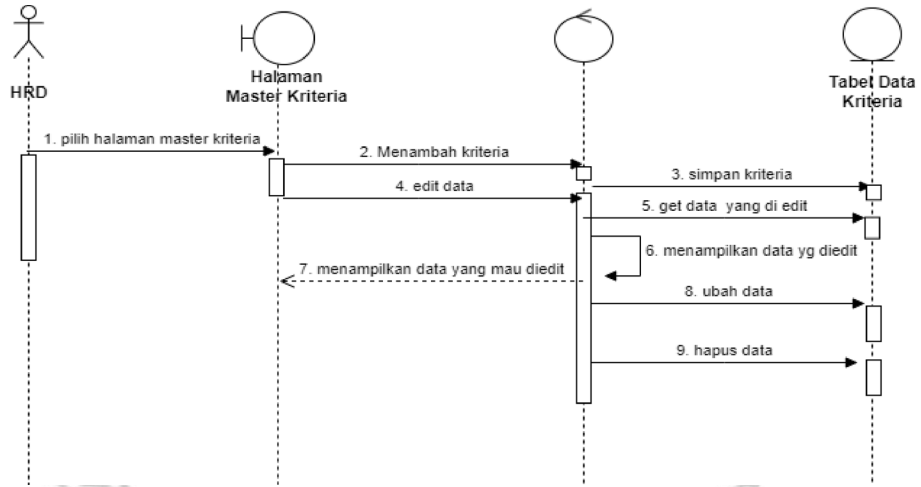 HRD
Halaman
Master Kriteria
Tabel Data
Kriteria
1. pilih halaman master kriteria
2. Menambah kriteria
3. simpan kriteria
4. edit data
5. get data yang di edit
6. menampilkan data yg diedit
7. menampilkan data yang mau diedit
8. ubah data
9. hapus data